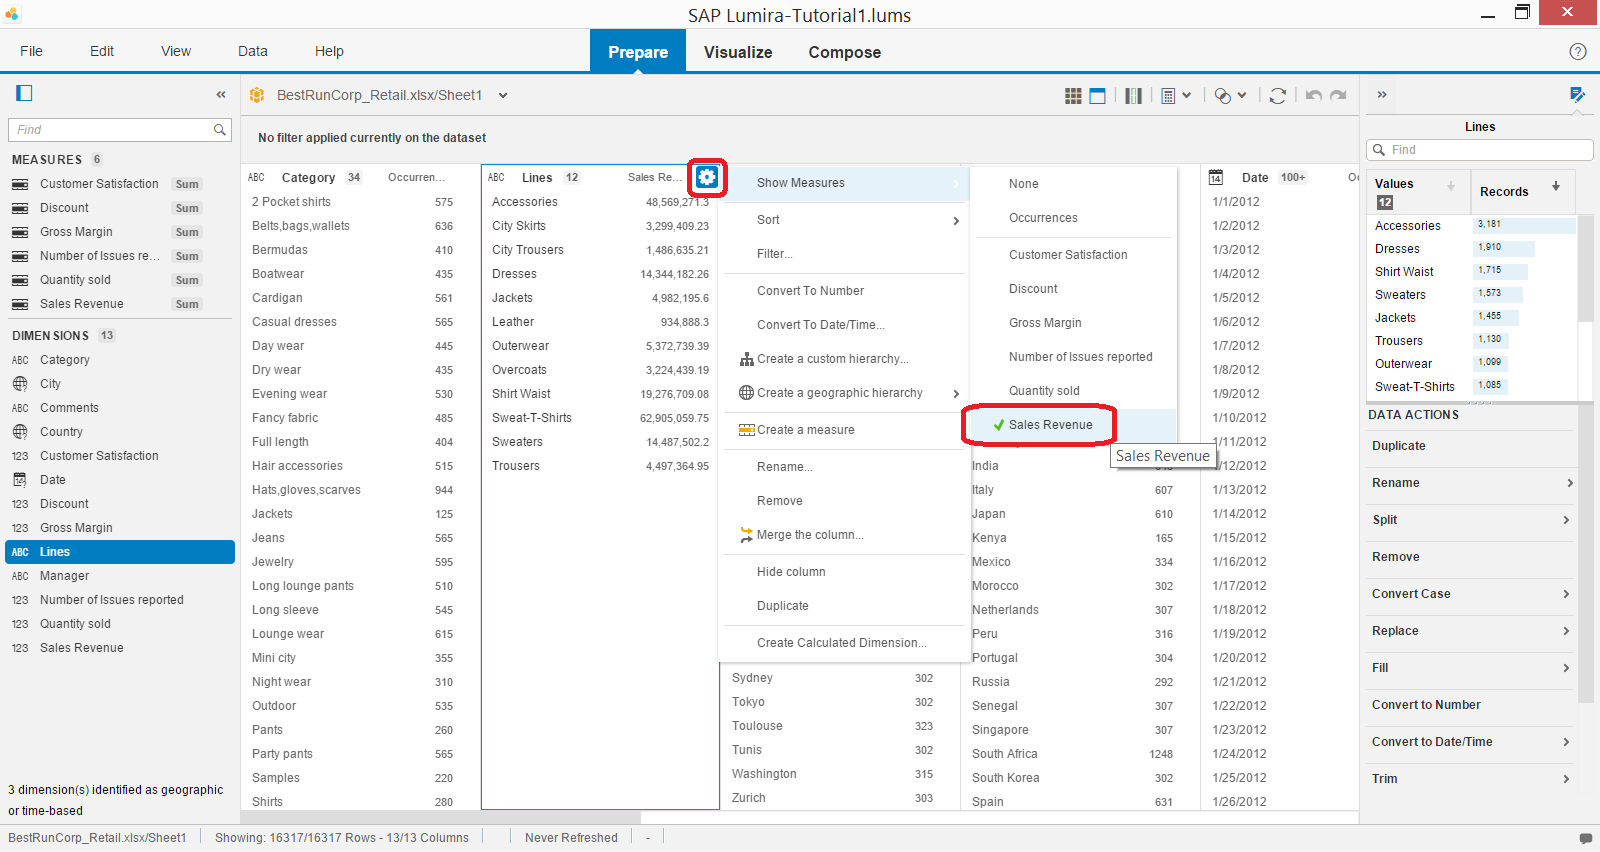 SAP Lumira-Tutorial1.lums
File Edit View Data Help Prepare Visualize Compose
BestRunCorp_Retail.xlsx/Sheet1
No filter applied currently on the dataset
Find
MEASURES 6
Customer Satisfaction Sum
Discount Sum
Gross Margin Sum
Number of Issues re... Sum
Quantity sold Sum
Sales Revenue Sum
DIMENSIONS 13
ABC Category
City
ABC Comments
Country
123 Customer Satisfaction
Date
123 Discount
123 Gross Margin
ABC Lines
ABC Manager
123 Number of Issues reported
123 Quantity sold
123 Sales Revenue
3 dimension(s) identified as geographic
or time-based
ABC Category 34 Occurren...
2 Pocket shirts 575
Belts,bags,wallets 636
Bermudas 410
Boatwear 435
Cardigan 561
Casual dresses 565
Day wear 445
Dry wear 435
Evening wear 530
Fancy fabric 485
Full length 404
Hair accessories 515
Hats,gloves,scarves 944
Jackets 125
Jeans 565
Jewelry 595
Long lounge pants 510
Long sleeve 545
Lounge wear 615
Mini city 355
Night wear 310
Outdoor 535
Pants 260
Party pants 565
Samples 220
Shirts 280
ABC Lines 12 Sales Re...
Accessories 48,569,271.3
City Skirts 3,299,409.23
City Trousers 1,486,635.21
Dresses 14,344,182.26
Jackets 4,982,195.6
Leather 934,888.3
Outerwear 5,372,739.39
Overcoats 3,224,439.19
Shirt Waist 19,276,709.08
Sweat-T-Shirts 62,905,059.75
Sweaters 14,487,502.2
Trousers 4,497,364.95
Show Measures
Sort
Filter...
Convert To Number
Convert To Date/Time...
Create a custom hierarchy...
Create a geographic hierarchy
Create a measure
Rename...
Remove
Merge the column...
Hide column
Duplicate
Create Calculated Dimension...
Sydney 302
Tokyo 302
Toulouse 323
Tunis 302
Washington 315
Zurich 303
None
Occurrences
Customer Satisfaction
Discount
Gross Margin
Number of Issues reported
Quantity sold
Sales Revenue
Sales Revenue
India
Italy 607
Japan 610
Kenya 165
Mexico 334
Morocco 302
Netherlands 307
Peru 316
Portugal 304
Russia 292
Senegal 307
Singapore 307
South Africa 1248
South Korea 302
Spain 631
14 Date 100+ Oc
1/1/2012
1/2/2012
1/3/2012
1/4/2012
1/5/2012
1/6/2012
1/7/2012
1/8/2012
1/9/2012
1/10/2012
1/11/2012
1/12/2012
1/13/2012
1/14/2012
1/15/2012
1/16/2012
1/17/2012
1/18/2012
1/19/2012
1/20/2012
1/21/2012
1/22/2012
1/23/2012
1/24/2012
1/25/2012
1/26/2012
Lines
Find
Values 12 Records
Accessories 3,181
Dresses 1,910
Shirt Waist 1,715
Sweaters 1,573
Jackets 1,455
Trousers 1,130
Outerwear 1,099
Sweat-T-Shirts 1,085
DATA ACTIONS
Duplicate
Rename
Split
Remove
Convert Case
Replace
Fill
Convert to Number
Convert to Date/Time
Trim
BestRunCorp_Retail.xlsx/Sheet1 Showing: 16317/16317 Rows - 13/13 Columns Never Refreshed -